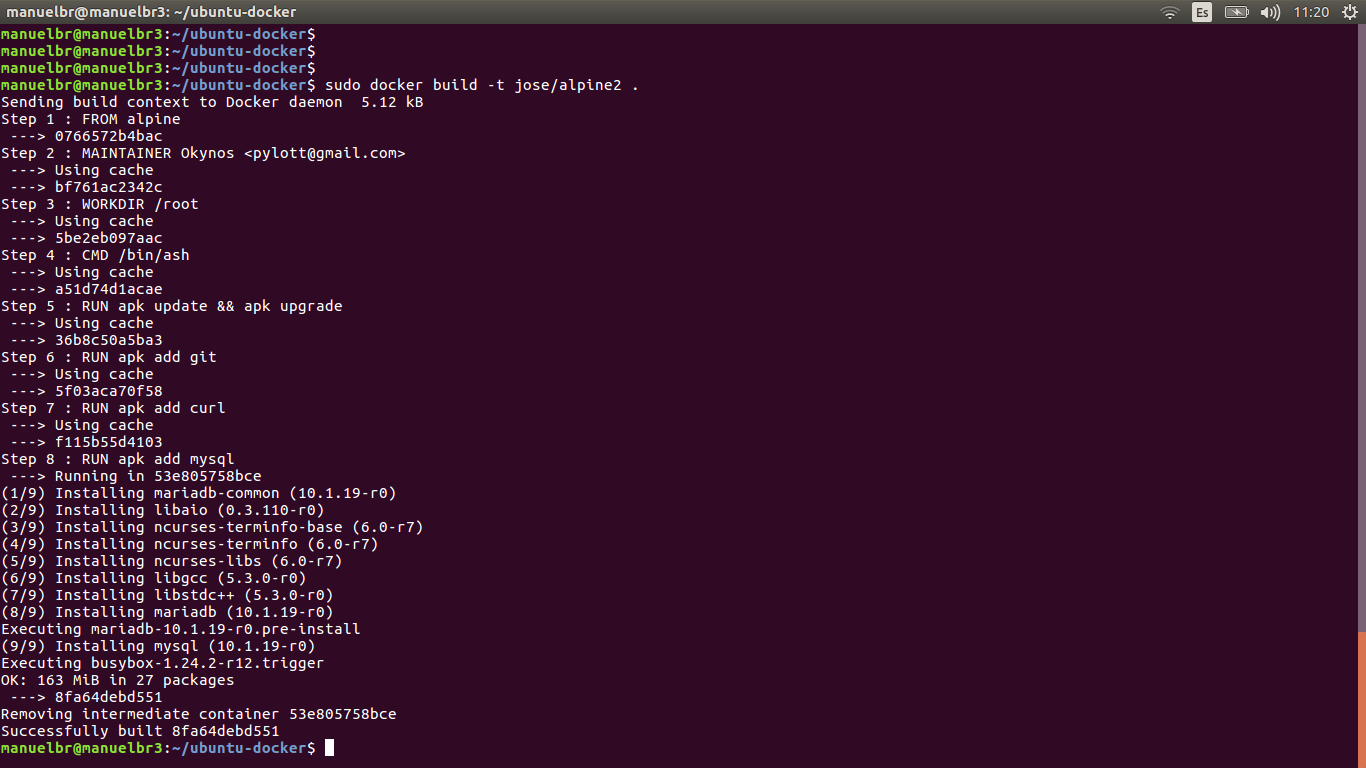 manuelbr@manuelbr3: ~/ubuntu-docker
Es
11:20
manuelbr@manuelbr3:~/ubuntu-docker$
manuelbr@manuelbr3:~/ubuntu-docker$
manuelbr@manuelbr3:~/ubuntu-docker$
manuelbr@manuelbr3:~/ubuntu-docker$ sudo docker build -t jose/alpine2 .
Sending build context to Docker daemon  5.12 kB
Step 1 : FROM alpine
 ---> 0766572b4bac
Step 2 : MAINTAINER Okynos <pylott@gmail.com>
 ---> Using cache
 ---> bf761ac2342c
Step 3 : WORKDIR /root
 ---> Using cache
 ---> 5be2eb097aac
Step 4 : CMD /bin/ash
 ---> Using cache
 ---> a51d74d1acae
Step 5 : RUN apk update && apk upgrade
 ---> Using cache
 ---> 36b8c50a5ba3
Step 6 : RUN apk add git
 ---> Using cache
 ---> 5f03aca70f58
Step 7 : RUN apk add curl
 ---> Using cache
 ---> f115b55d4103
Step 8 : RUN apk add mysql
 ---> Running in 53e805758bce
(1/9) Installing mariadb-common (10.1.19-r0)
(2/9) Installing libaio (0.3.110-r0)
(3/9) Installing ncurses-terminfo-base (6.0-r7)
(4/9) Installing ncurses-terminfo (6.0-r7)
(5/9) Installing ncurses-libs (6.0-r7)
(6/9) Installing libgcc (5.3.0-r0)
(7/9) Installing libstdc++ (5.3.0-r0)
(8/9) Installing mariadb (10.1.19-r0)
Executing mariadb-10.1.19-r0.pre-install
(9/9) Installing mysql (10.1.19-r0)
Executing busybox-1.24.2-r12.trigger
OK: 163 MiB in 27 packages
 ---> 8fa64debd551
Removing intermediate container 53e805758bce
Successfully built 8fa64debd551
manuelbr@manuelbr3:~/ubuntu-docker$